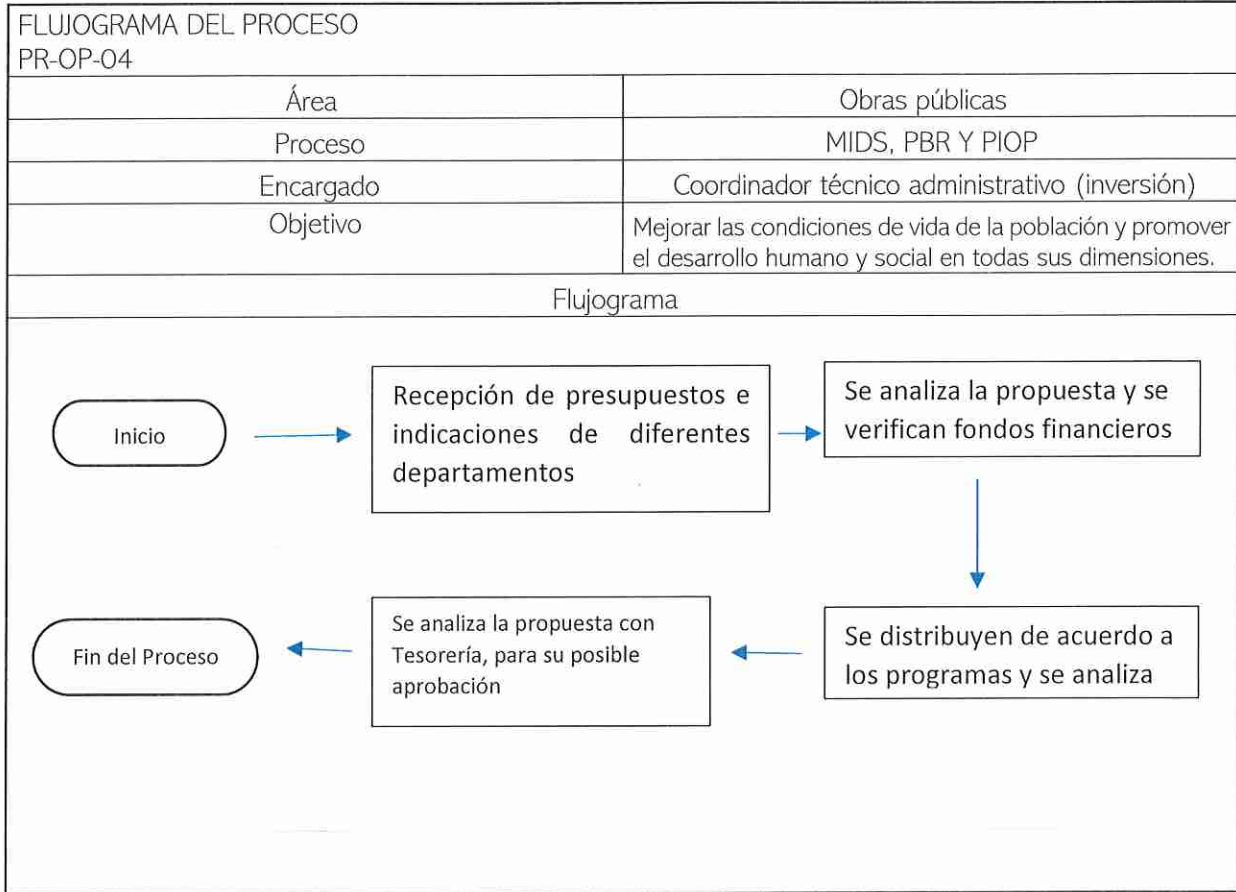 FLUJOGRAMA DEL PROCESO
PR-OP-04
Área
Obras públicas
Proceso
MIDS, PBR Y PIOP
Encargado
Coordinador técnico administrativo (inversión)
Objetivo
Mejorar las condiciones de vida de la población y promover
el desarrollo humano y social en todas sus dimensiones.
Flujograma
Inicio
Recepción de presupuestos e
indicaciones de diferentes
departamentos
Se analiza la propuesta y se
verifican fondos financieros
Se distribuyen de acuerdo a
los programas y se analiza
Se analiza la propuesta con
Tesorería, para su posible
aprobación
Fin del Proceso